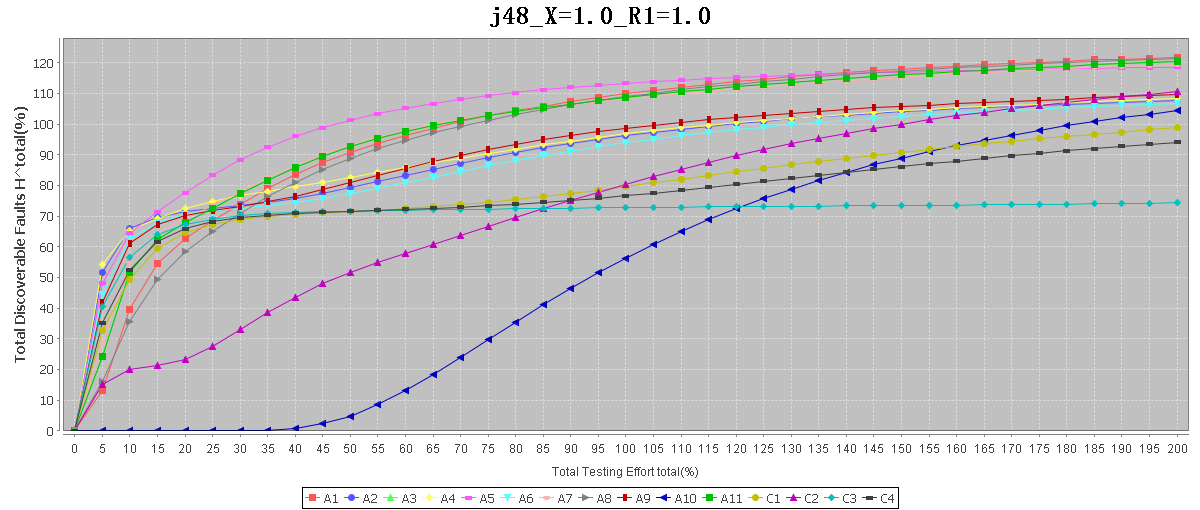 j48_X=1.0_R1=1.0
Total Discoverable Faults H^total(%)
120
110
100
90
80
70
60
50
40
30
20
10
0
0 5 10 15 20 25 30 35 40 45 50 55 60 65 70 75 80 85 90 95 100 105 110 115 120 125 130 135 140 145 150 155 160 165 170 175 180 185 190 195 200
Total Testing Effort total(%)
A1 A2 A3 A4 A5 A6 A7 A8 A9 A10 A11 C1 C2 C3 C4